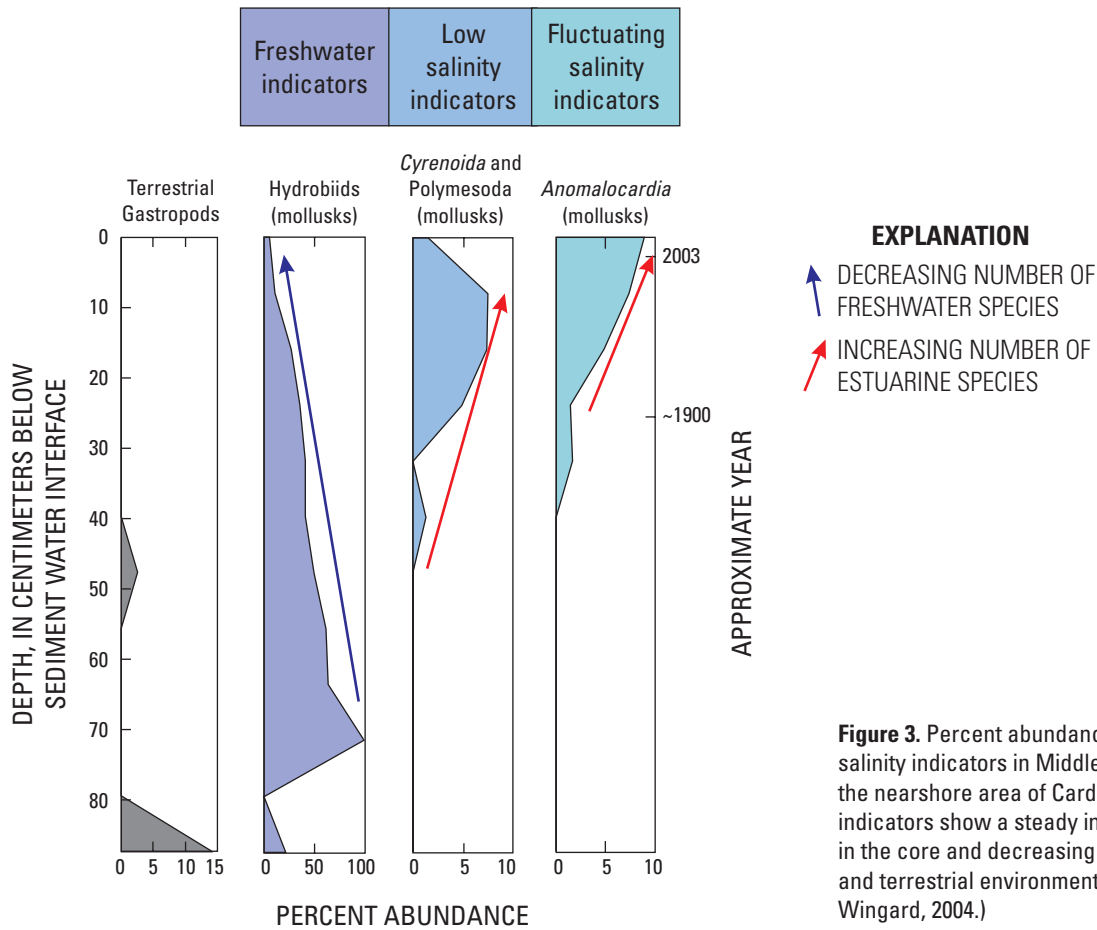 Freshwater
indicators
Low
salinity
indicators
Fluctuating
salinity
indicators
Terrestrial
Gastropods
Hydrobiids
(mollusks)
Cyrenoida and
Polymesoda
(mollusks)
Anomalocardia
(mollusks)
DEPTH, IN CENTIMETERS BELOW
SEDIMENT WATER INTERFACE
0
10
20
30
40
50
60
70
80
0 5 10 15
0 50 100
0 5 10
0 5 10
PERCENT ABUNDANCE
2003
~1900
APPROXIMATE YEAR
EXPLANATION
DECREASING NUMBER OF
FRESHWATER SPECIES
INCREASING NUMBER OF
ESTUARINE SPECIES
Figure 3. Percent abundanc
salinity indicators in Middle
the nearshore area of Card
indicators show a steady in
in the core and decreasing
and terrestrial environment
Wingard, 2004.)